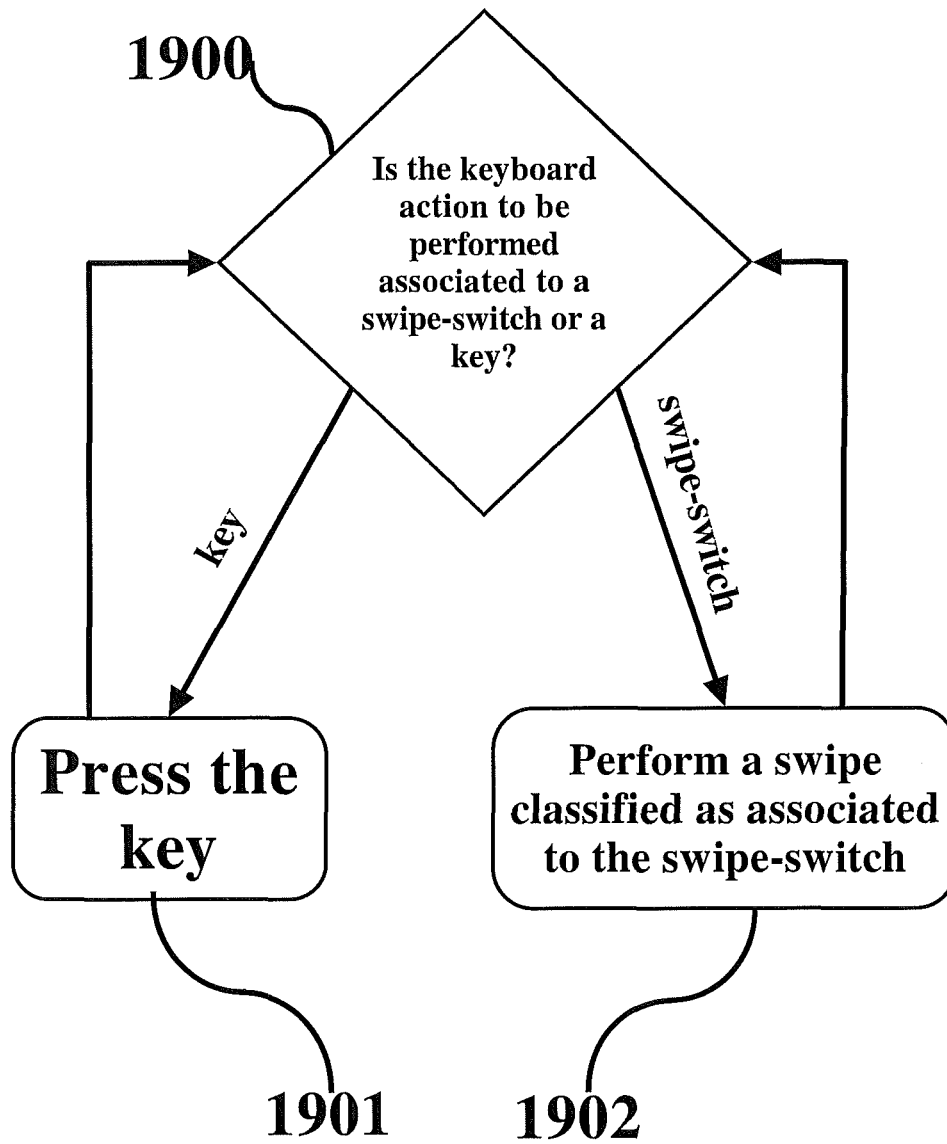 1900
Is the keyboard
action to be
performed
associated to a
swipe-switch or a
key?
key
swipe-switch
Press the
key
Perform a swipe
classified as associated
to the swipe-switch
1901
1902